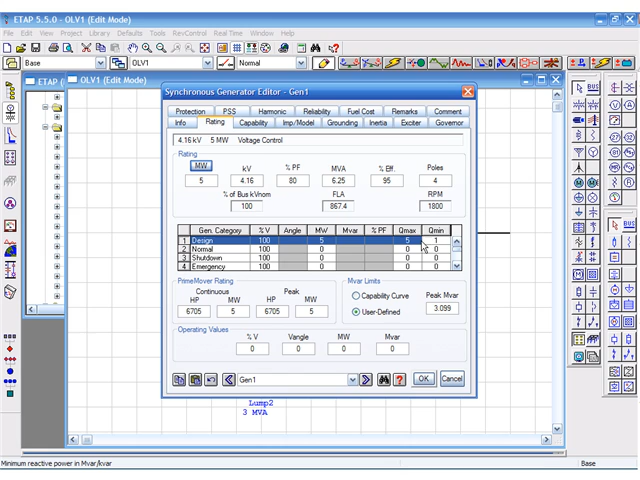 ETAP 5.5.0 - OLV1 (Edit Mode)
File Edit View Project Library Defaults Tools RevControl Real Time Window Help
Base OLV1 Normal
ETAP ( OLV1 (Edit Mode)
Synchronous Generator Editor - Gen1
Protection PSS Harmonic Reliability Fuel Cost Remarks Comment
Info Rating Capability Imp/Model Grounding Inertia Exciter Governor
4.16 kV 5 MW Voltage Control
Rating
MW kV % PF MVA % Eff. Poles
5 4.16 80 6.25 95 4
% of Bus kVnom FLA RPM
100 867.4 1800
Gen. Category % V Angle MW Mvar % PF Qmax Qmin
1 Design 100 5 5 1
2 Normal 100 0 0 0
3 Shutdown 100 0 0 0
4 Emergency 100 0 0 0
PrimeMover Rating Mvar Limits
Continuous Peak
HP MW HP MW
6705 5 6705 5
Capability Curve
User-Defined
Peak Mvar
3.099
Operating Values
% V Vangle MW Mvar
0 0 0 0
Gen1 OK Cancel
Lump2
3 MVA
Minimum reactive power in Mvar/kvar Base
BUS
BUS